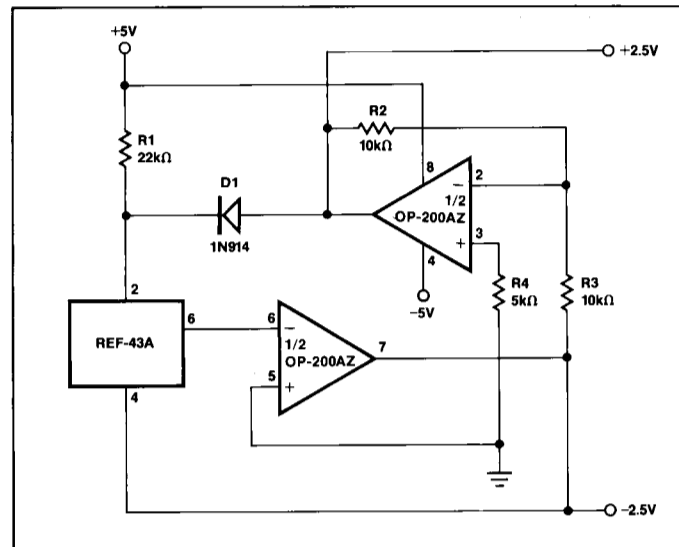 +5V
+2.5V
R1
22kΩ
R2
10kΩ
D1
1N914
8
2
−
1/2
OP-200AZ
+
3
4
−5V
R4
5kΩ
R3
10kΩ
2
REF-43A
6
4
6
−
1/2
OP-200AZ
5
+
7
−2.5V